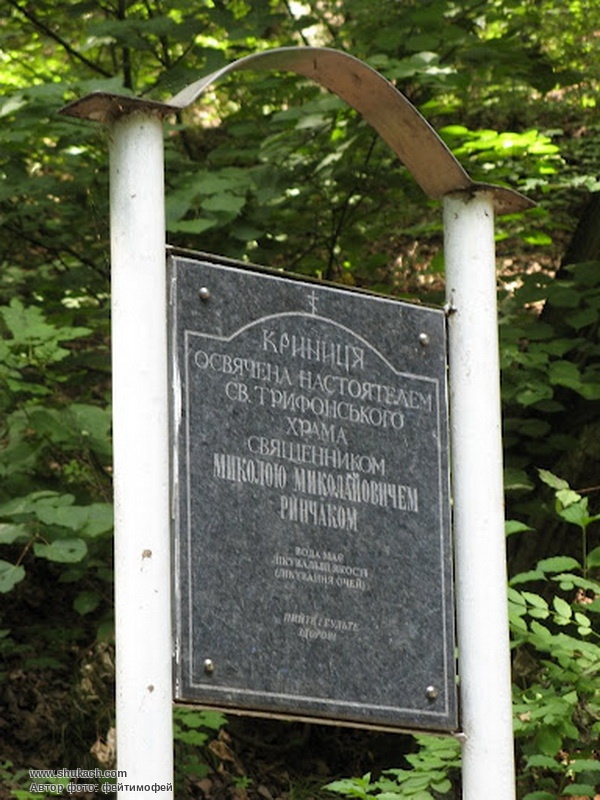 КРИНИЦЯ
ОСВЯЧЕНА НАСТОЯТЕЛЕМ
СВ. ТРИФОНСЬКОГО
ХРАМА
СВЯЩЕННИКОМ
МИКОЛОЮ МИКОЛАЙОВИЧЕМ
РИНЧАКОМ
ВОДА МАЄ
ЛІКУВАЛЬНІ ЯКОСТІ
(ЛІКУВАННЯ ОЧЕЙ)
ПИЙТЕ І БУДЬТЕ
ЗДОРОВІ
www.shukach.com
Автор фото: фейтимофей